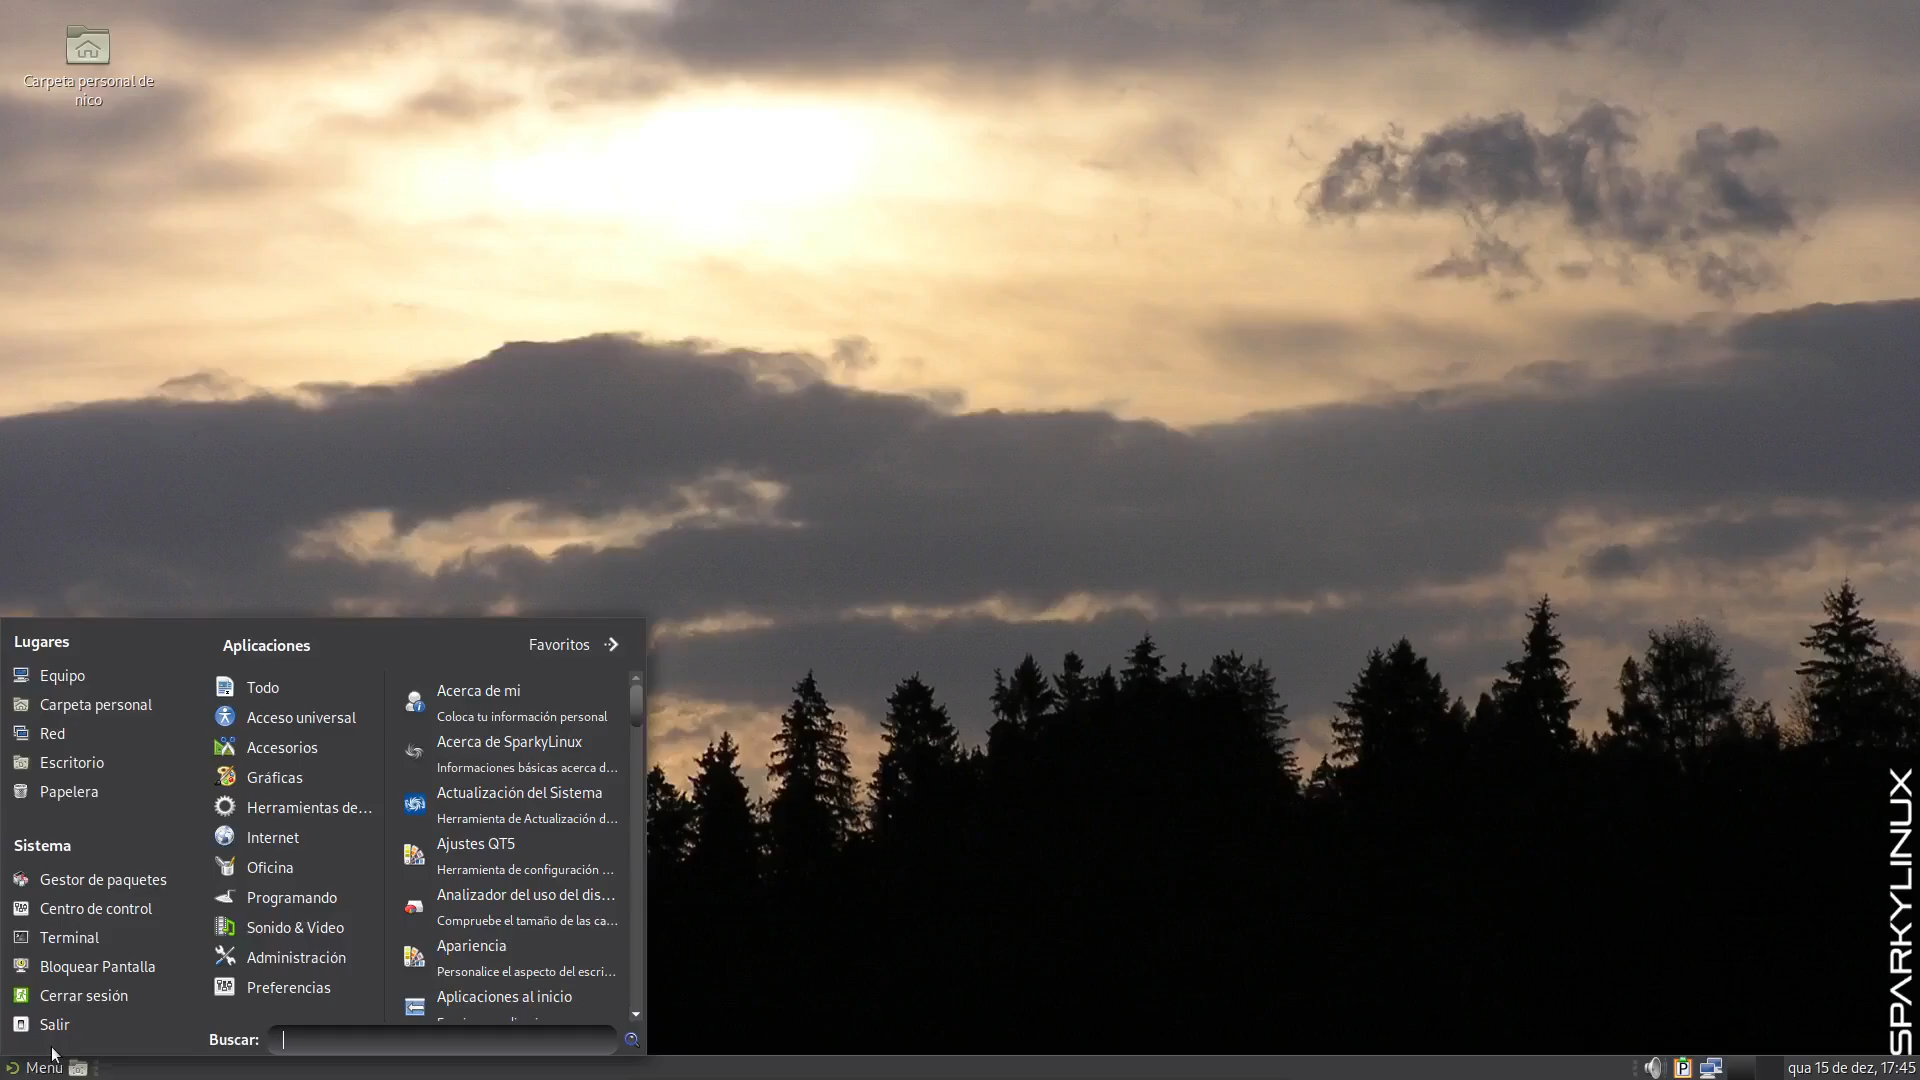 Carpeta personal de
nico
Lugares
Equipo
Carpeta personal
Red
Escritorio
Papelera
Sistema
Gestor de paquetes
Centro de control
Terminal
Bloquear Pantalla
Cerrar sesión
Salir
Aplicaciones
Favoritos
Todo
Acceso universal
Accesorios
Gráficas
Herramientas de...
Internet
Oficina
Programando
Sonido & Video
Administración
Preferencias
Acerca de mi
Coloca tu información personal
Acerca de SparkyLinux
Informaciones básicas acerca d...
Actualización del Sistema
Herramienta de Actualización d...
Ajustes QT5
Herramienta de configuración ...
Analizador del uso del dis...
Compruebe el tamaño de las ca...
Apariencia
Personalice el aspecto del escri...
Aplicaciones al inicio
Buscar:
Menú
qua 15 de dez, 17:45
SPARKYLINUX